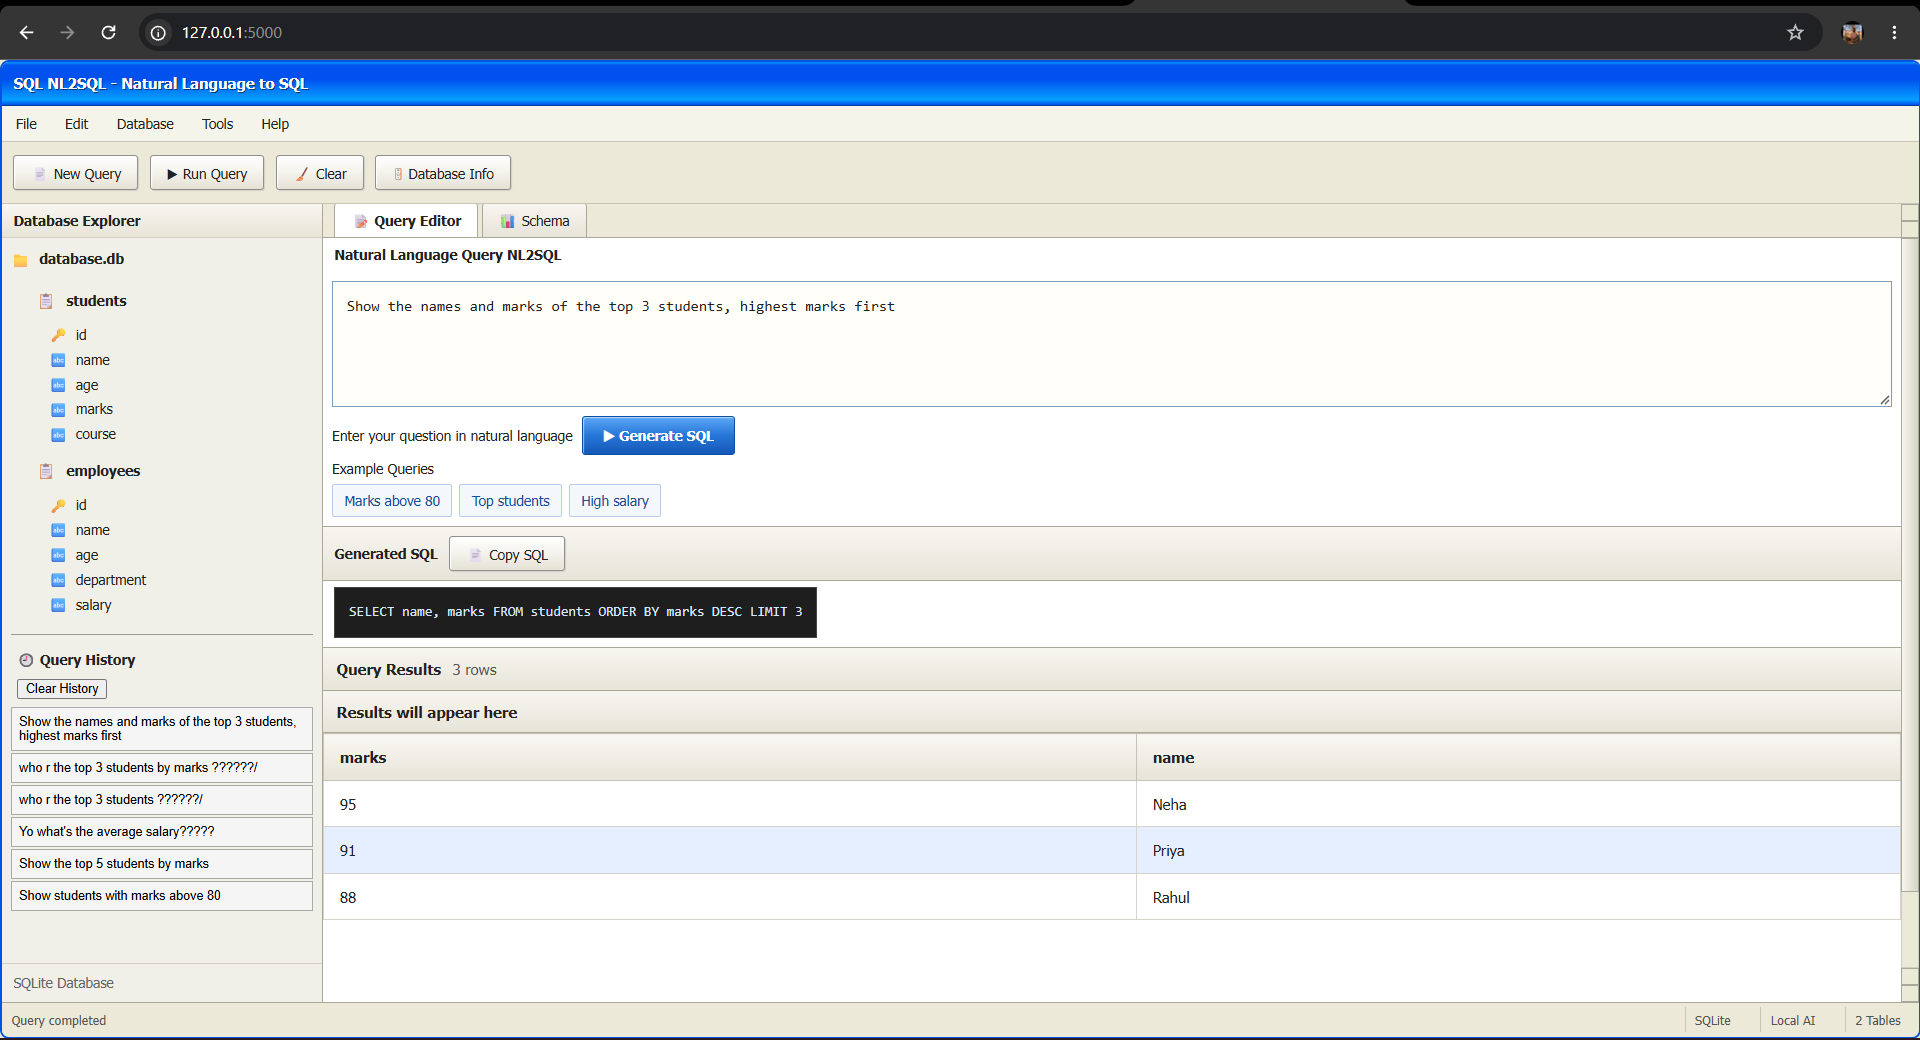 127.0.0.1:5000
SQL NL2SQL - Natural Language to SQL
File Edit Database Tools Help
New Query Run Query Clear Database Info
Database Explorer
database.db
students
id
name
age
marks
course
employees
id
name
age
department
salary
Query History
Clear History
Show the names and marks of the top 3 students,
highest marks first
who r the top 3 students by marks ??????/
who r the top 3 students ??????/
Yo what's the average salary?????
Show the top 5 students by marks
Show students with marks above 80
SQLite Database
Query Editor Schema
Natural Language Query NL2SQL
Show the names and marks of the top 3 students, highest marks first
Enter your question in natural language Generate SQL
Example Queries
Marks above 80 Top students High salary
Generated SQL Copy SQL
SELECT name, marks FROM students ORDER BY marks DESC LIMIT 3
Query Results 3 rows
Results will appear here
marks name
95 Neha
91 Priya
88 Rahul
Query completed SQLite Local AI 2 Tables